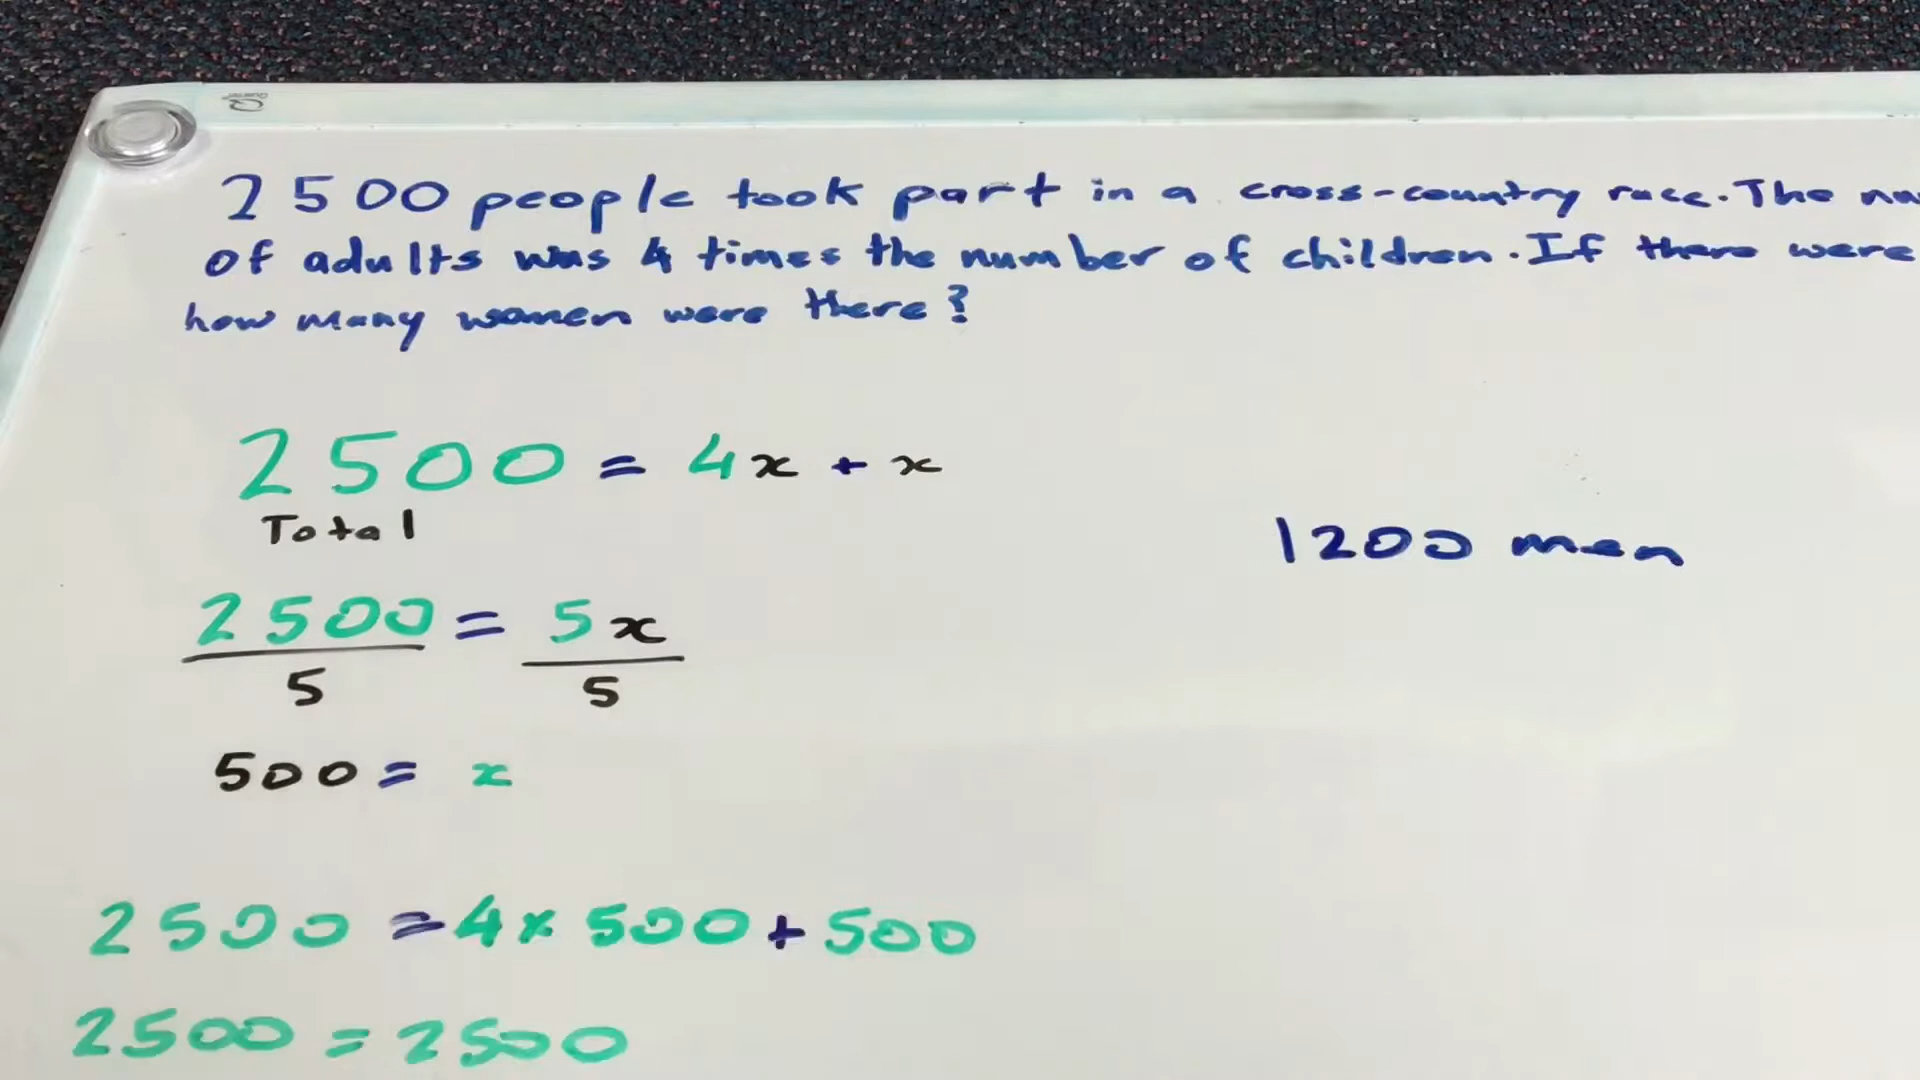 2500 people took part in a cross-country race. The
of adults was 4 times the number of children. If there were
how many women were there?
2500 = 4x + x
Total
1200 men
2500 = 5x
5 5
500 = x
2500 = 4 x 500 + 500
2500 = 2500